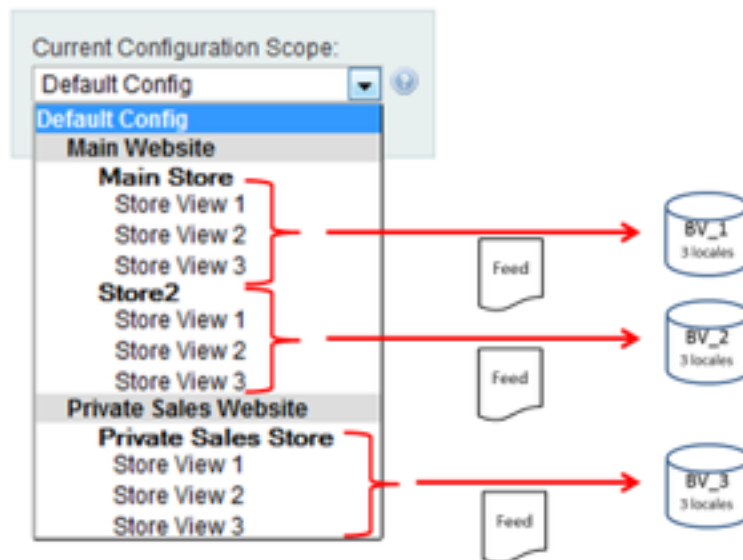 Current Configuration Scope:
Default Config
Default Config
Main Website
Main Store
Store View 1
Store View 2
Store View 3
Store2
Store View 1
Store View 2
Store View 3
Private Sales Website
Private Sales Store
Store View 1
Store View 2
Store View 3
Feed
BV_1
3 locales
Feed
BV_2
3 locales
Feed
BV_3
3 locales